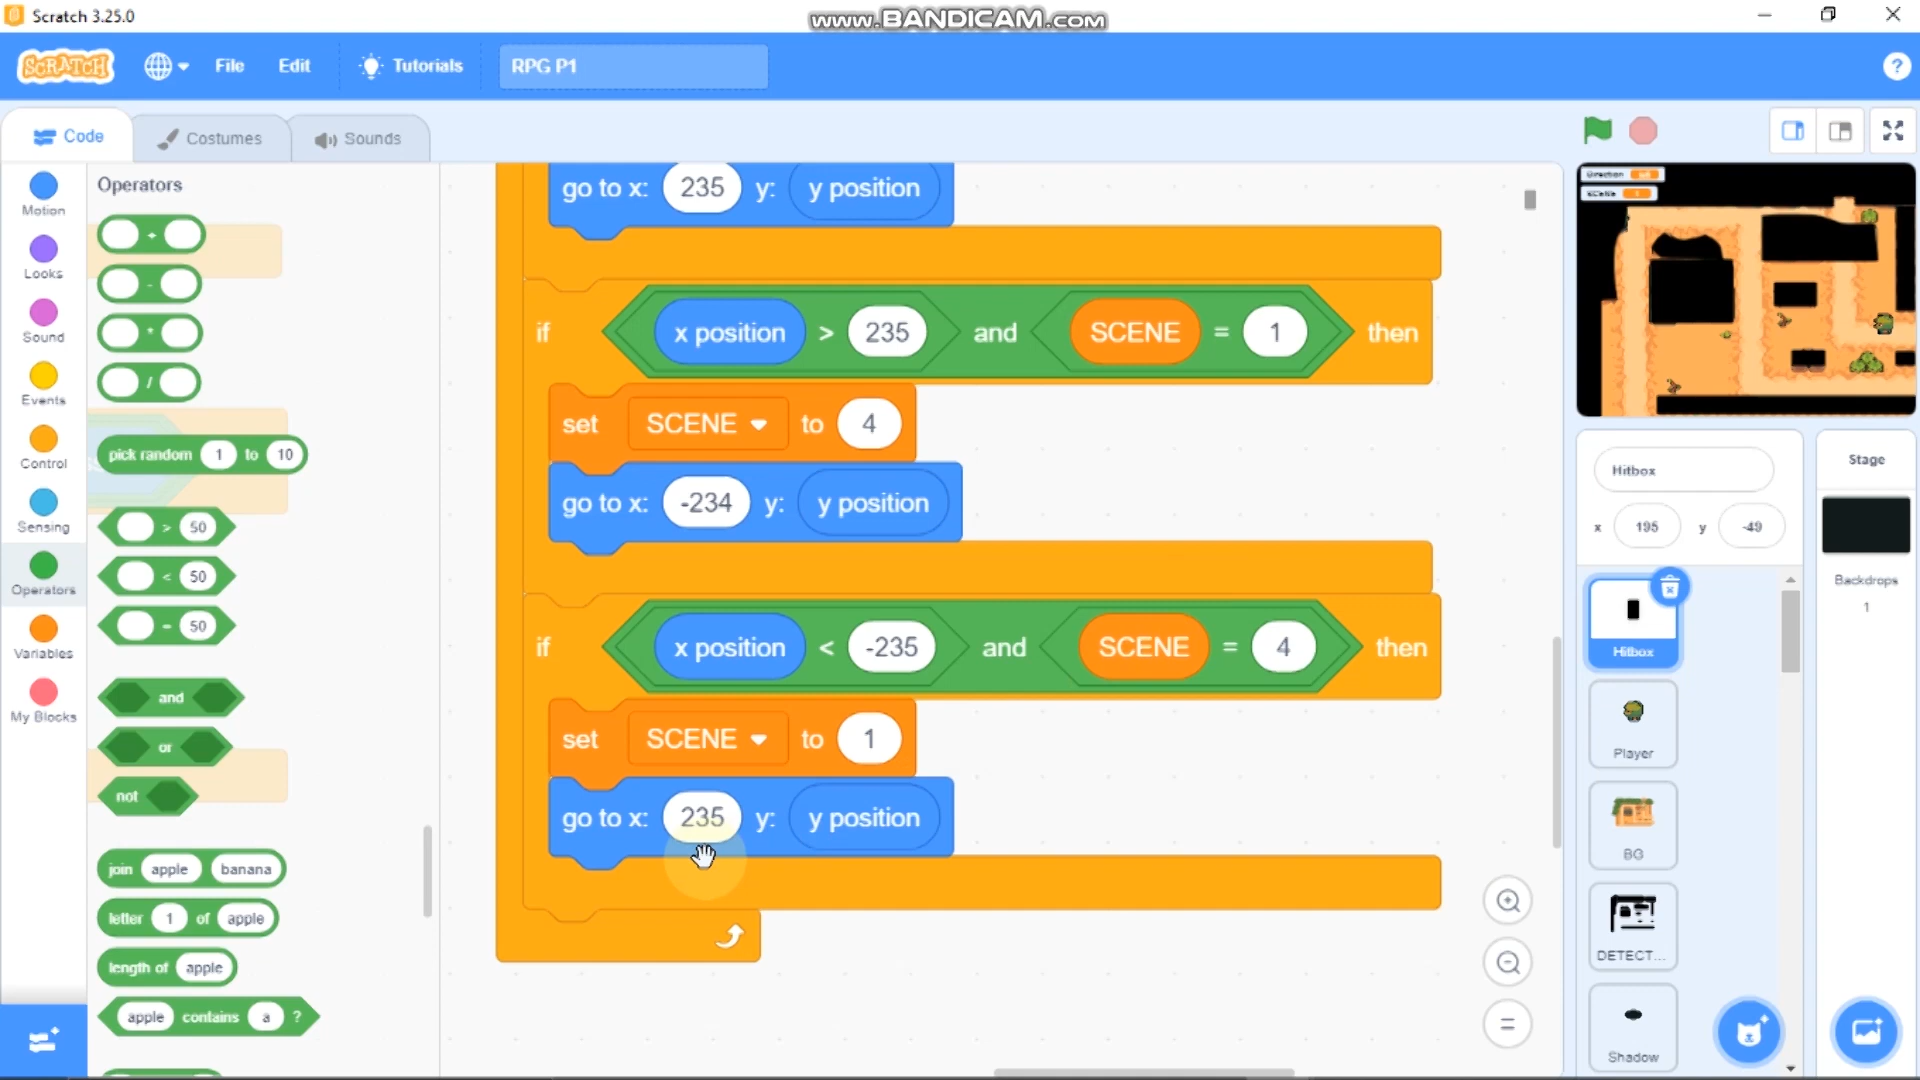 Scratch 3.25.0
www.BANDICAM.com
SCRATCH
File
Edit
Tutorials
RPG P1
Code
Costumes
Sounds
Motion
Looks
Sound
Events
Control
Sensing
Operators
Variables
My Blocks
Operators
+
-
*
/
pick random 1 to 10
> 50
< 50
= 50
and
or
not
join apple banana
letter 1 of apple
length of apple
apple contains a ?
go to x: 235 y: y position
if x position > 235 and SCENE = 1 then
set SCENE to 4
go to x: -234 y: y position
if x position < -235 and SCENE = 4 then
set SCENE to 1
go to x: 235 y: y position
Direction
SCENE
Hitbox
x 195 y -49
Hitbox
Player
BG
DETECT...
Shadow
Stage
Backdrops
1